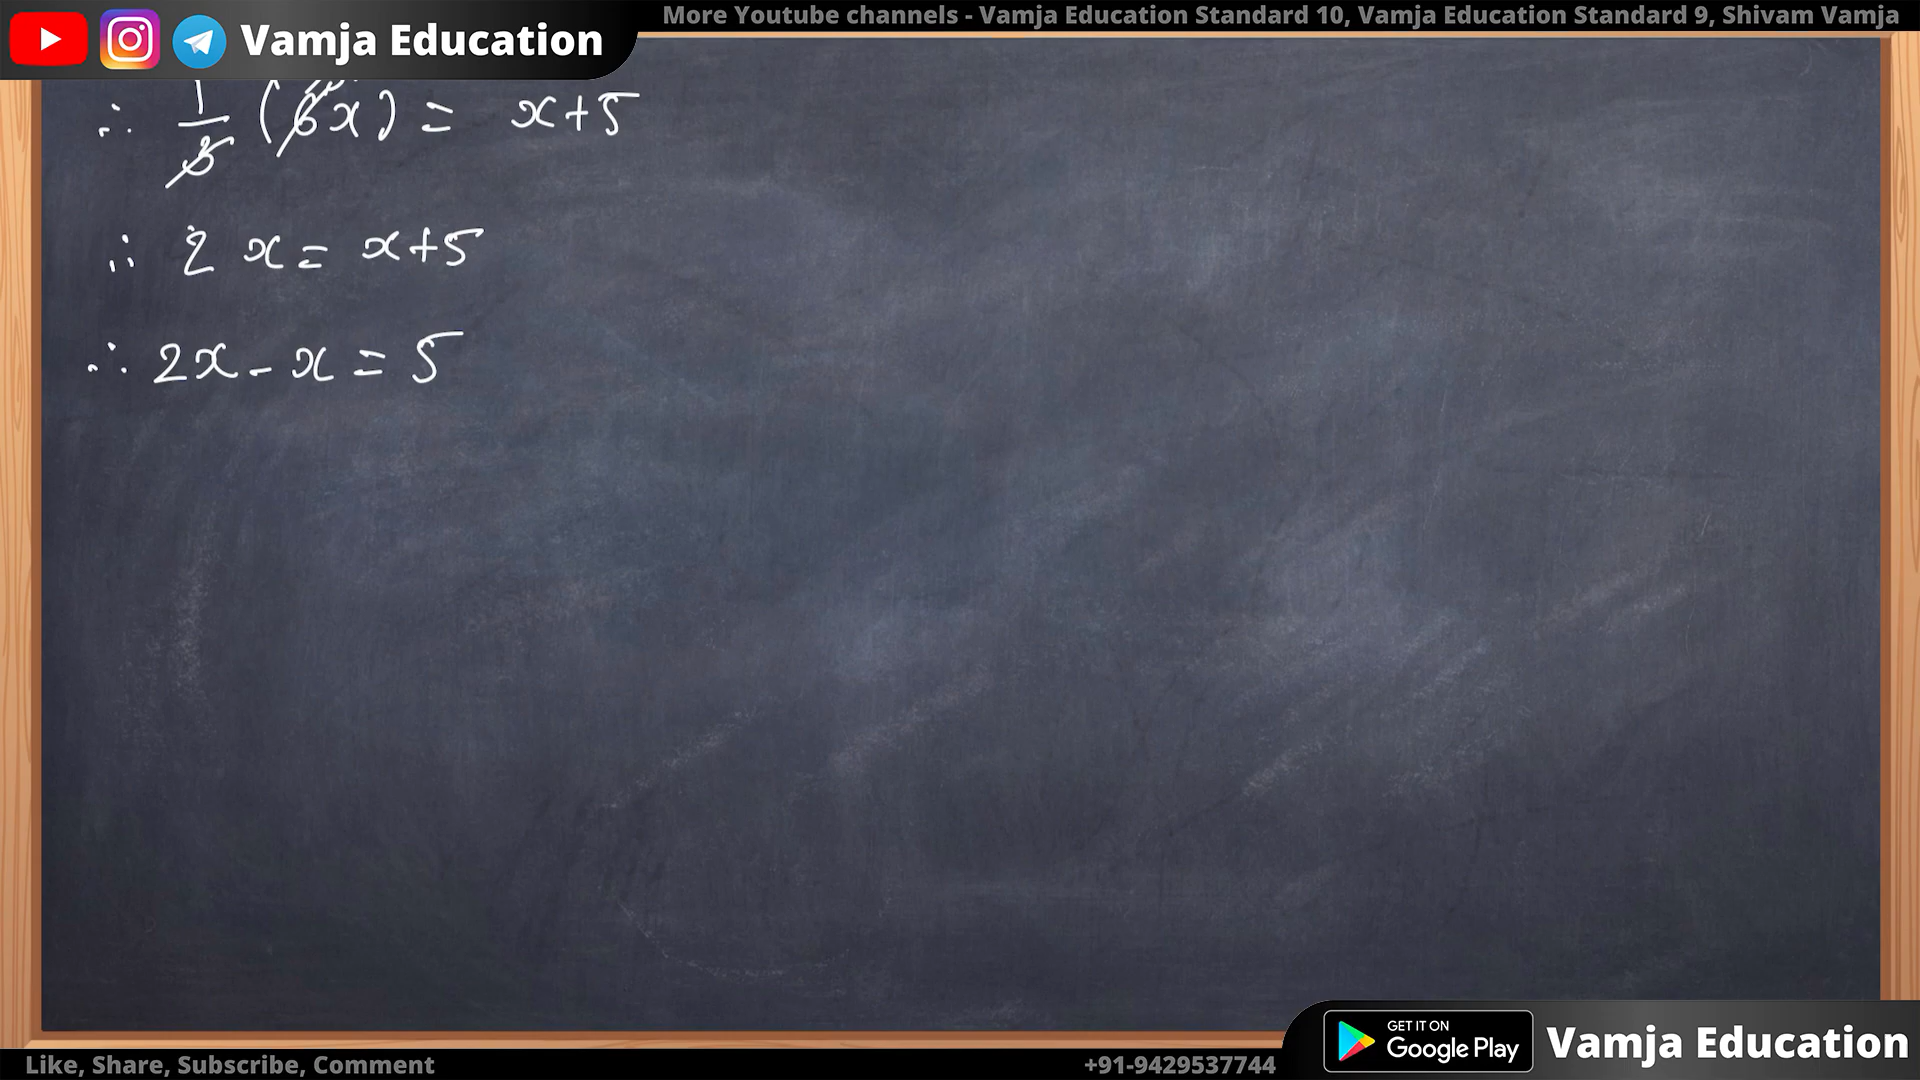 More Youtube channels - Vamja Education Standard 10, Vamja Education Standard 9, Shivam Vamja
Vamja Education
∴ 1/3 (6x) = x+5
∴ 2x = x+5
∴ 2x - x = 5
GET IT ON
Google Play
Vamja Education
Like, Share, Subscribe, Comment
+91-9429537744